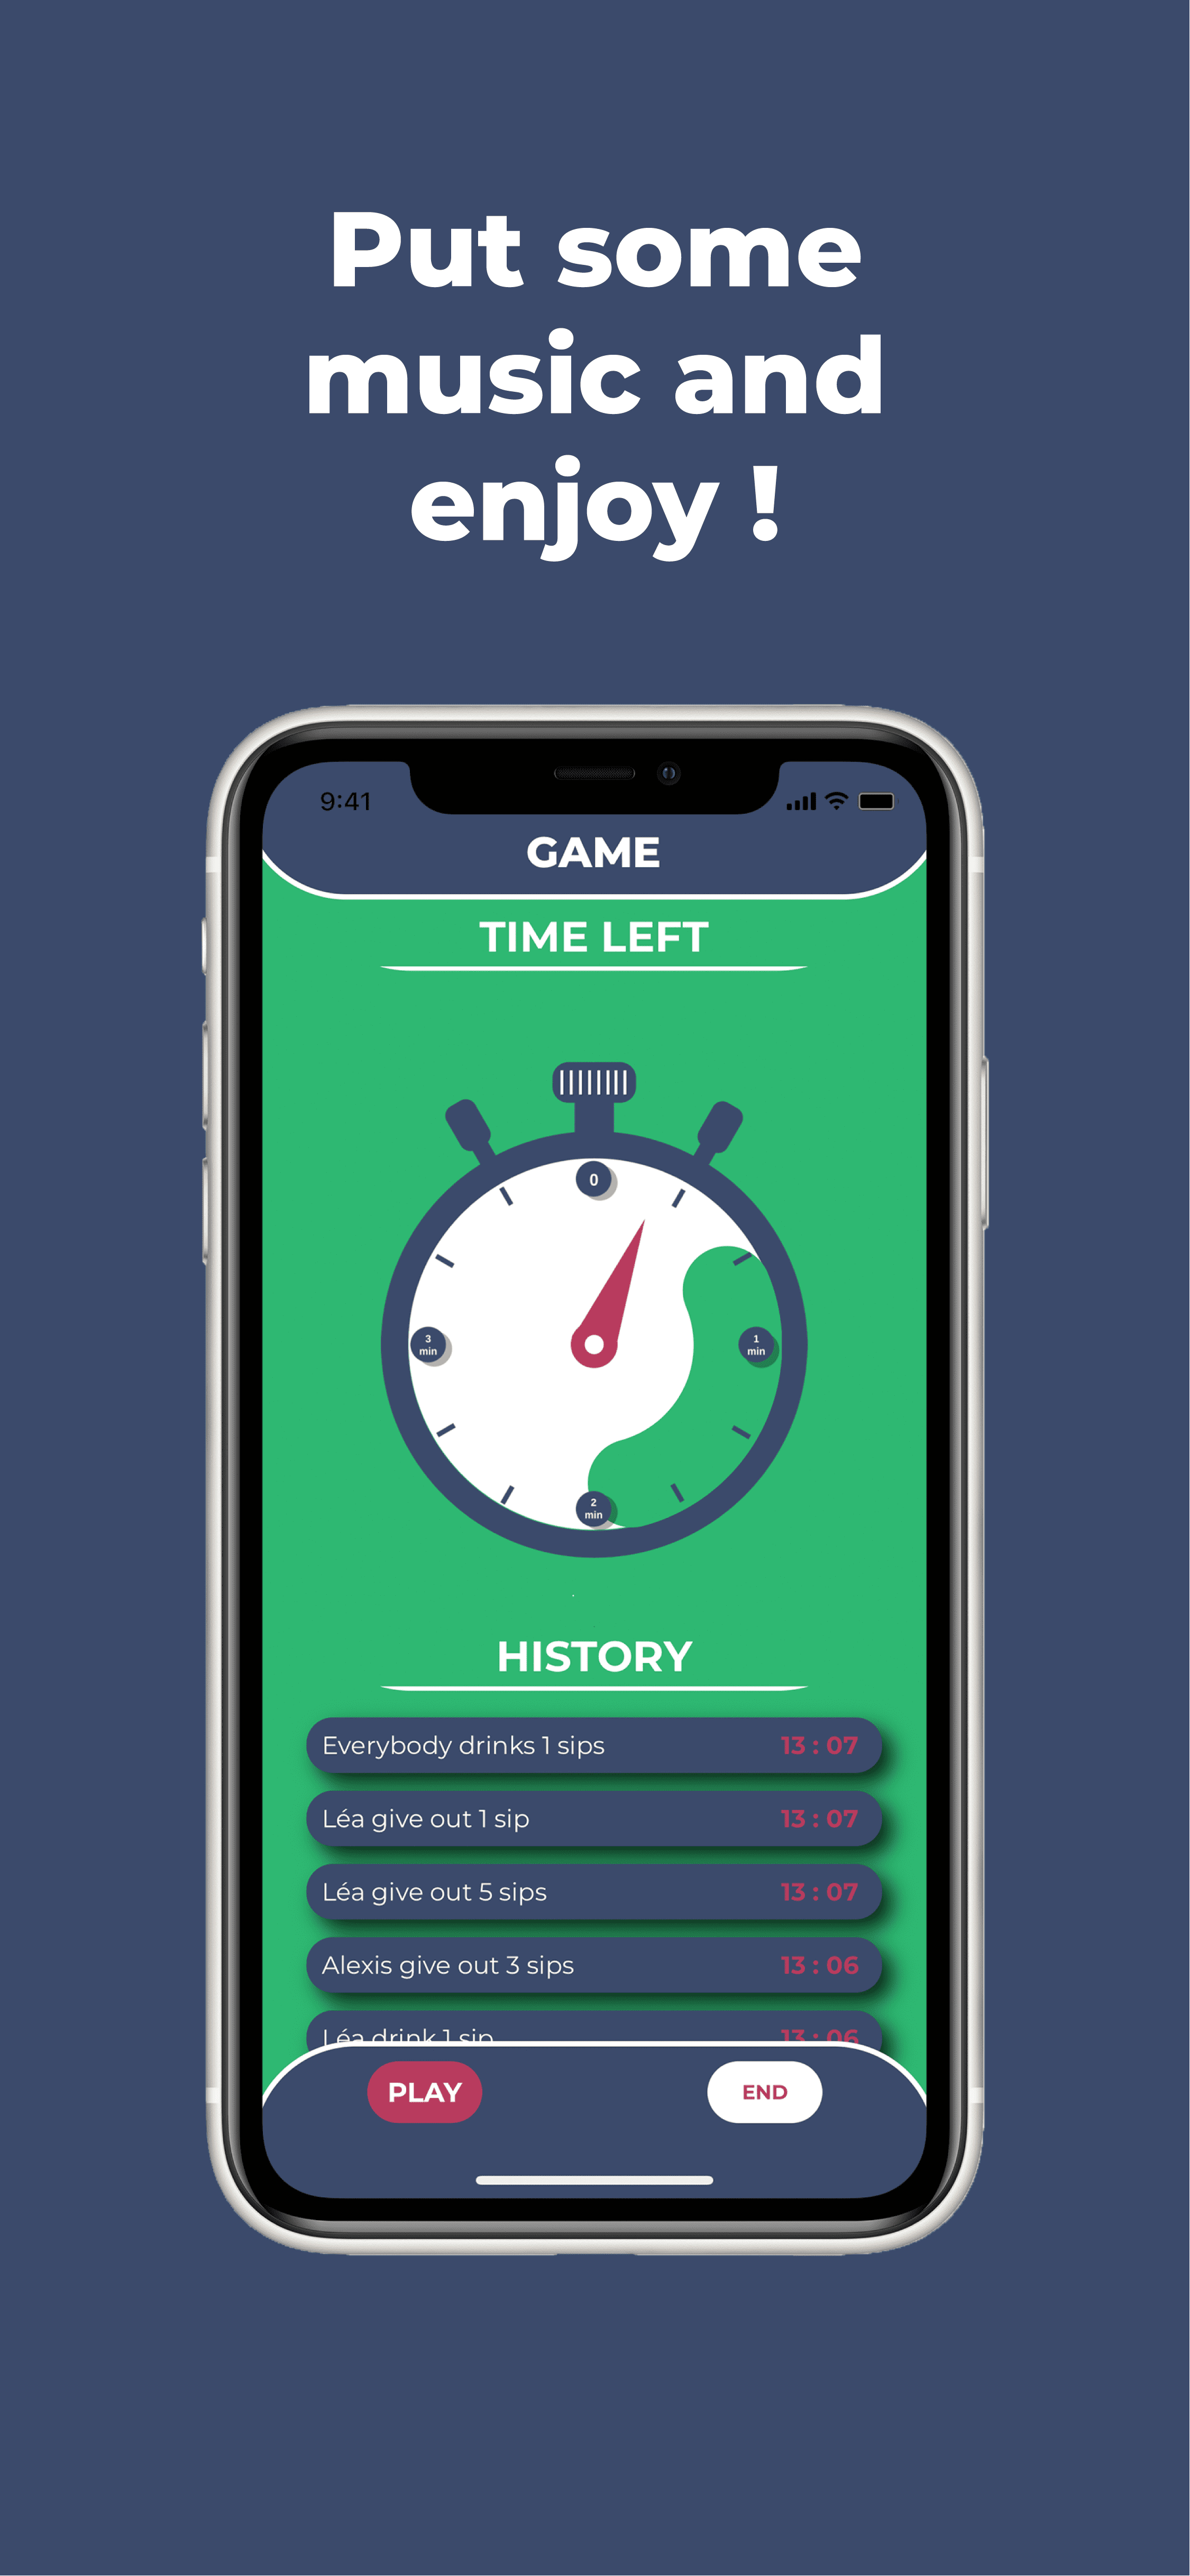 Put some
music and
enjoy !
9:41
GAME
TIME LEFT
0
3
min
1
min
2
min
HISTORY
Everybody drinks 1 sips 13 : 07
Léa give out 1 sip 13 : 07
Léa give out 5 sips 13 : 07
Alexis give out 3 sips 13 : 06
Léa drink 1 sip 13 : 06
PLAY END